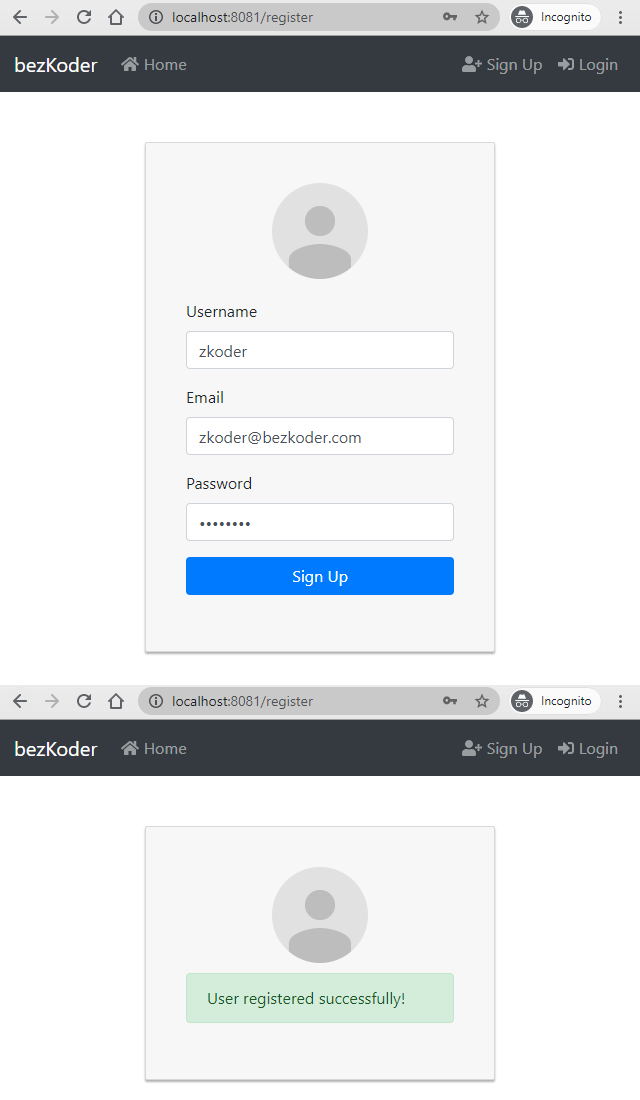 localhost:8081/register Incognito
bezKoder Home Sign Up Login
Username
zkoder
Email
zkoder@bezkoder.com
Password
••••••••
Sign Up
localhost:8081/register Incognito
bezKoder Home Sign Up Login
User registered successfully!